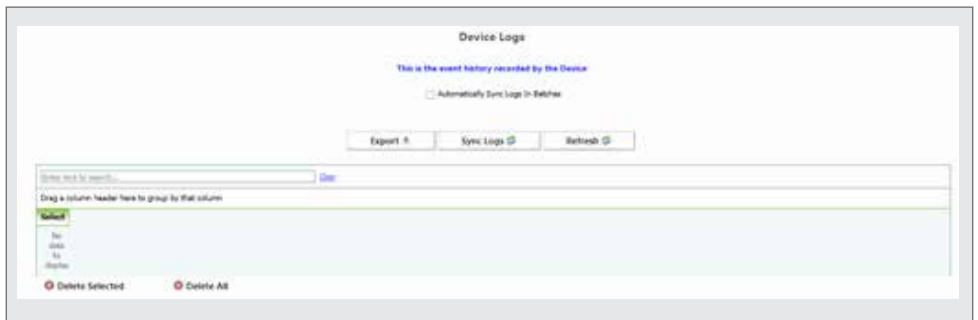 Device Logs
This is the event history recorded by the Device
Automatically Sync Logs In Batches
Export Sync Logs Refresh
Enter text to search... Clear
Drag a column header here to group by that column
Select
No
data
to
display
Delete Selected Delete All